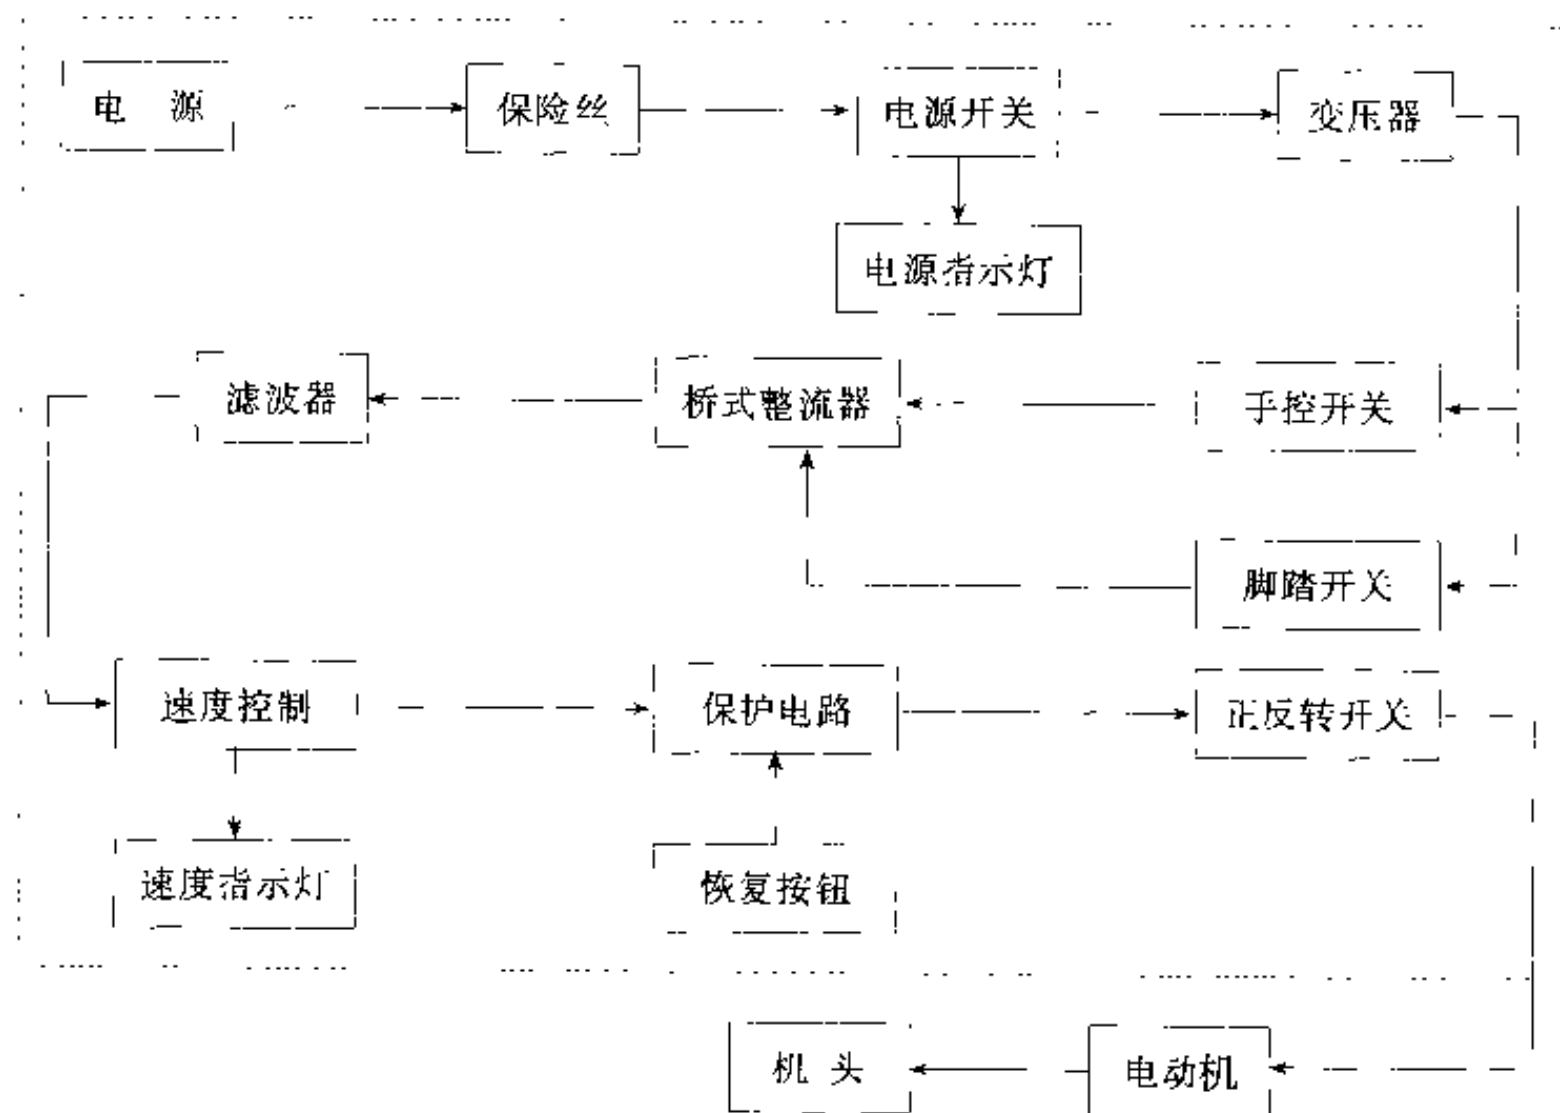 电 源
保险丝
电源开关
变压器
电源指示灯
滤波器
桥式整流器
手控开关
脚踏开关
速度控制
保护电路
正反转开关
速度指示灯
恢复按钮
机 头
电动机